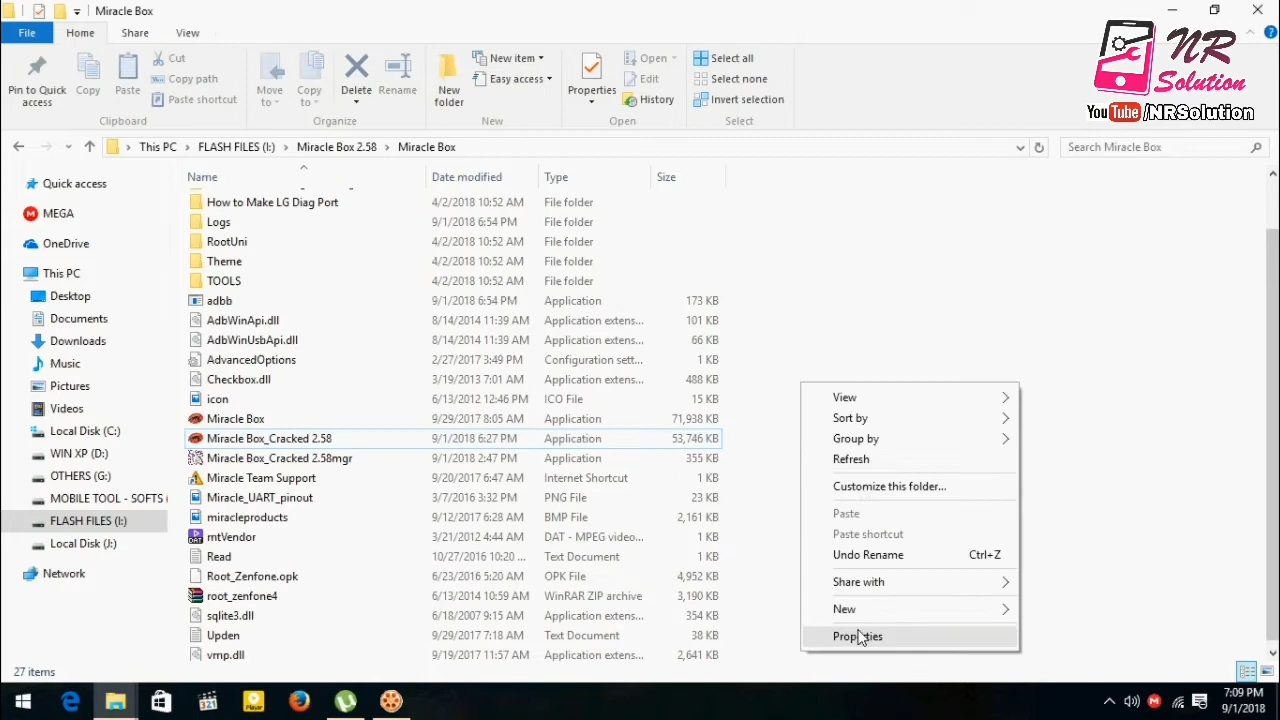 Miracle Box
File
Home
Share
View
Pin to Quick access
Copy
Paste
Cut
Copy path
Paste shortcut
Clipboard
Move to
Copy to
Delete
Rename
Organize
New folder
New item
Easy access
New
Properties
Open
Edit
History
Open
Select all
Select none
Invert selection
Select
NR
Solution
YouTube/NRSolution
This PC
FLASH FILES (I:)
Miracle Box 2.58
Miracle Box
Search Miracle Box
Quick access
MEGA
OneDrive
This PC
Desktop
Documents
Downloads
Music
Pictures
Videos
Local Disk (C:)
WIN XP (D:)
OTHERS (G:)
MOBILE TOOL - SOFTS (
FLASH FILES (I:)
Local Disk (J:)
Network
Name Date modified Type Size
How to Make LG Diag Port 4/2/2018 10:52 AM File folder
Logs 9/1/2018 6:54 PM File folder
RootUni 4/2/2018 10:52 AM File folder
Theme 4/2/2018 10:52 AM File folder
TOOLS 4/2/2018 10:52 AM File folder
adbb 9/1/2018 6:54 PM Application 173 KB
AdbWinApi.dll 8/14/2014 11:39 AM Application extens... 101 KB
AdbWinUsbApi.dll 8/14/2014 11:39 AM Application extens... 66 KB
AdvancedOptions 2/27/2017 3:49 PM Configuration sett... 1 KB
Checkbox.dll 3/19/2013 7:01 AM Application extens... 488 KB
icon 6/13/2012 12:46 PM ICO File 15 KB
Miracle Box 9/29/2017 8:05 AM Application 71,938 KB
Miracle Box_Cracked 2.58 9/1/2018 6:27 PM Application 53,746 KB
Miracle Box_Cracked 2.58mgr 9/1/2018 2:47 PM Application 355 KB
Miracle Team Support 9/20/2017 6:47 AM Internet Shortcut 1 KB
Miracle_UART_pinout 3/7/2016 3:32 PM PNG File 23 KB
miracleproducts 9/12/2017 6:28 AM BMP File 2,161 KB
mtVendor 3/21/2012 4:44 AM DAT - MPEG video... 1 KB
Read 10/27/2016 10:20 ... Text Document 1 KB
Root_Zenfone.opk 6/23/2016 5:20 AM OPK File 4,952 KB
root_zenfone4 6/13/2014 10:59 AM WinRAR ZIP archive 3,190 KB
sqlite3.dll 6/18/2007 9:15 AM Application extens... 354 KB
Upden 9/29/2017 7:18 AM Text Document 38 KB
vmp.dll 9/19/2017 11:57 AM Application extens... 2,641 KB
View
Sort by
Group by
Refresh
Customize this folder...
Paste
Paste shortcut
Undo Rename Ctrl+Z
Share with
New
Properties
27 items
Player
7:09 PM
9/1/2018